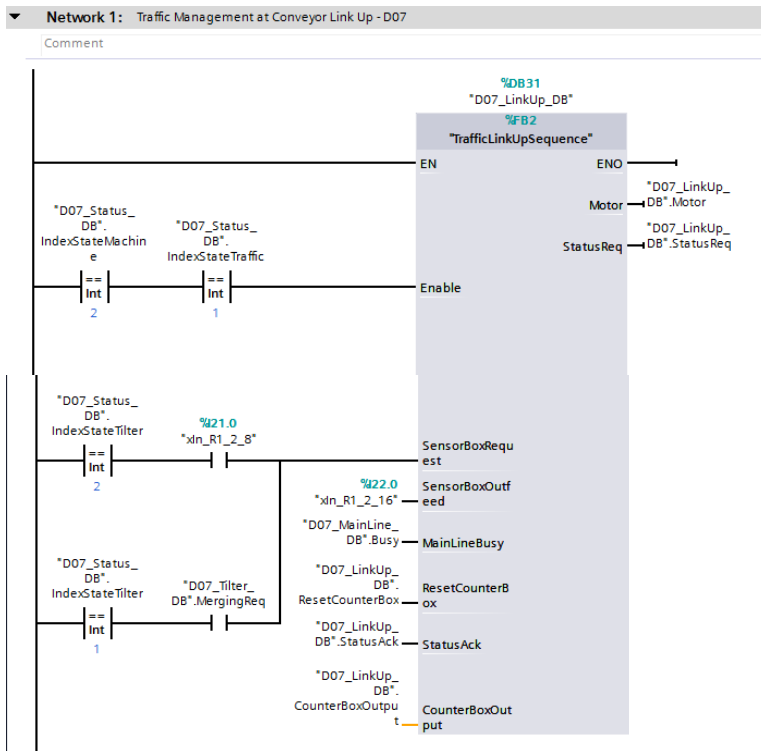 Network 1: Traffic Management at Conveyor Link Up - D07
Comment
%DB31
"D07_LinkUp_DB"
%FB2
"TrafficLinkUpSequence"
EN
ENO
Motor
"D07_LinkUp_
DB".Motor
StatusReq
"D07_LinkUp_
DB".StatusReq
"D07_Status_
DB".
IndexStateMachin
e
==
Int
2
"D07_Status_
DB".
IndexStateTraffic
==
Int
1
Enable
"D07_Status_
DB".
IndexStateTilter
==
Int
2
%I21.0
"xIn_R1_2_8"
SensorBoxRequ
est
%I22.0
"xIn_R1_2_16"
SensorBoxOutf
eed
"D07_MainLine_
DB".Busy
MainLineBusy
"D07_Status_
DB".
IndexStateTilter
==
Int
1
"D07_Tilter_
DB".MergingReq
"D07_LinkUp_
DB".
ResetCounterBox
ResetCounterB
ox
"D07_LinkUp_
DB".StatusAck
StatusAck
"D07_LinkUp_
DB".
CounterBoxOutpu
t
CounterBoxOut
put